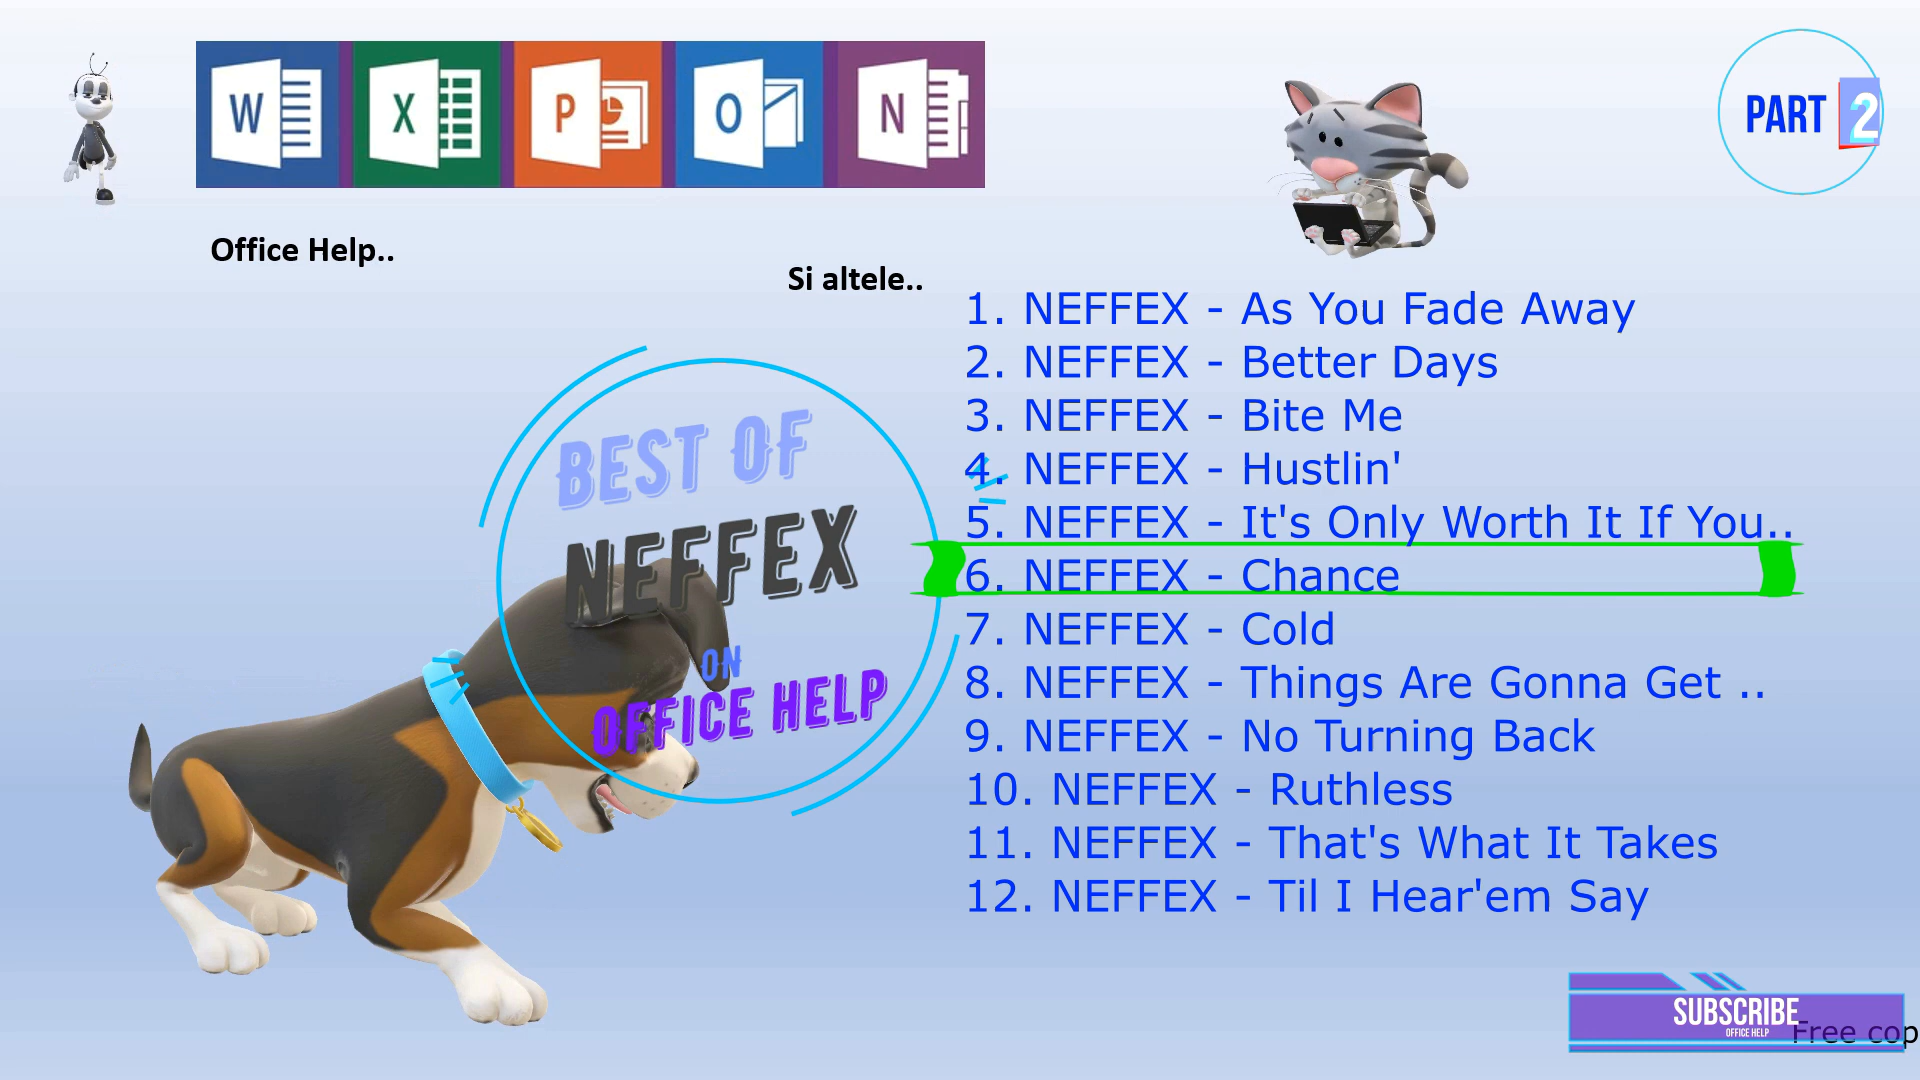 W X P O N
PART 2
Office Help..
Si altele..
BEST OF
NEFFEX
ON
OFFICE HELP
1. NEFFEX - As You Fade Away
2. NEFFEX - Better Days
3. NEFFEX - Bite Me
4. NEFFEX - Hustlin'
5. NEFFEX - It's Only Worth It If You..
6. NEFFEX - Chance
7. NEFFEX - Cold
8. NEFFEX - Things Are Gonna Get ..
9. NEFFEX - No Turning Back
10. NEFFEX - Ruthless
11. NEFFEX - That's What It Takes
12. NEFFEX - Til I Hear'em Say
SUBSCRIBE
OFFICE HELP
Free cop